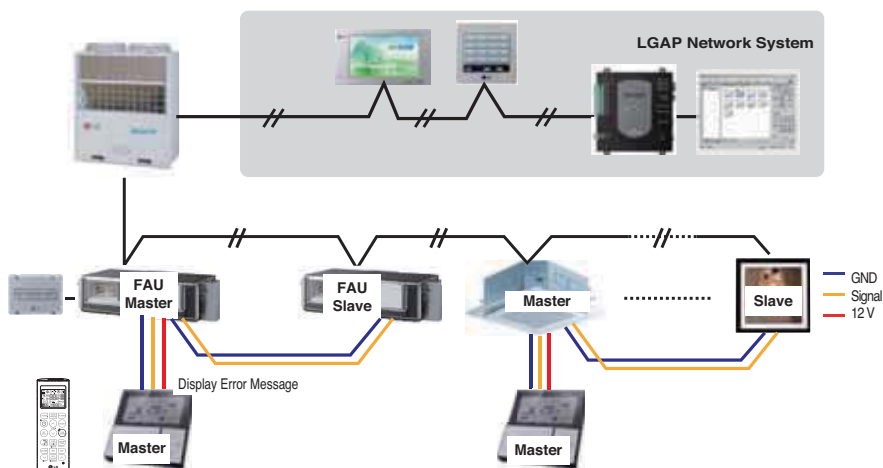 LGAP Network System
FAU
Master
FAU
Slave
Master
Slave
GND
Signal
12 V
Display Error Message
Master
Master